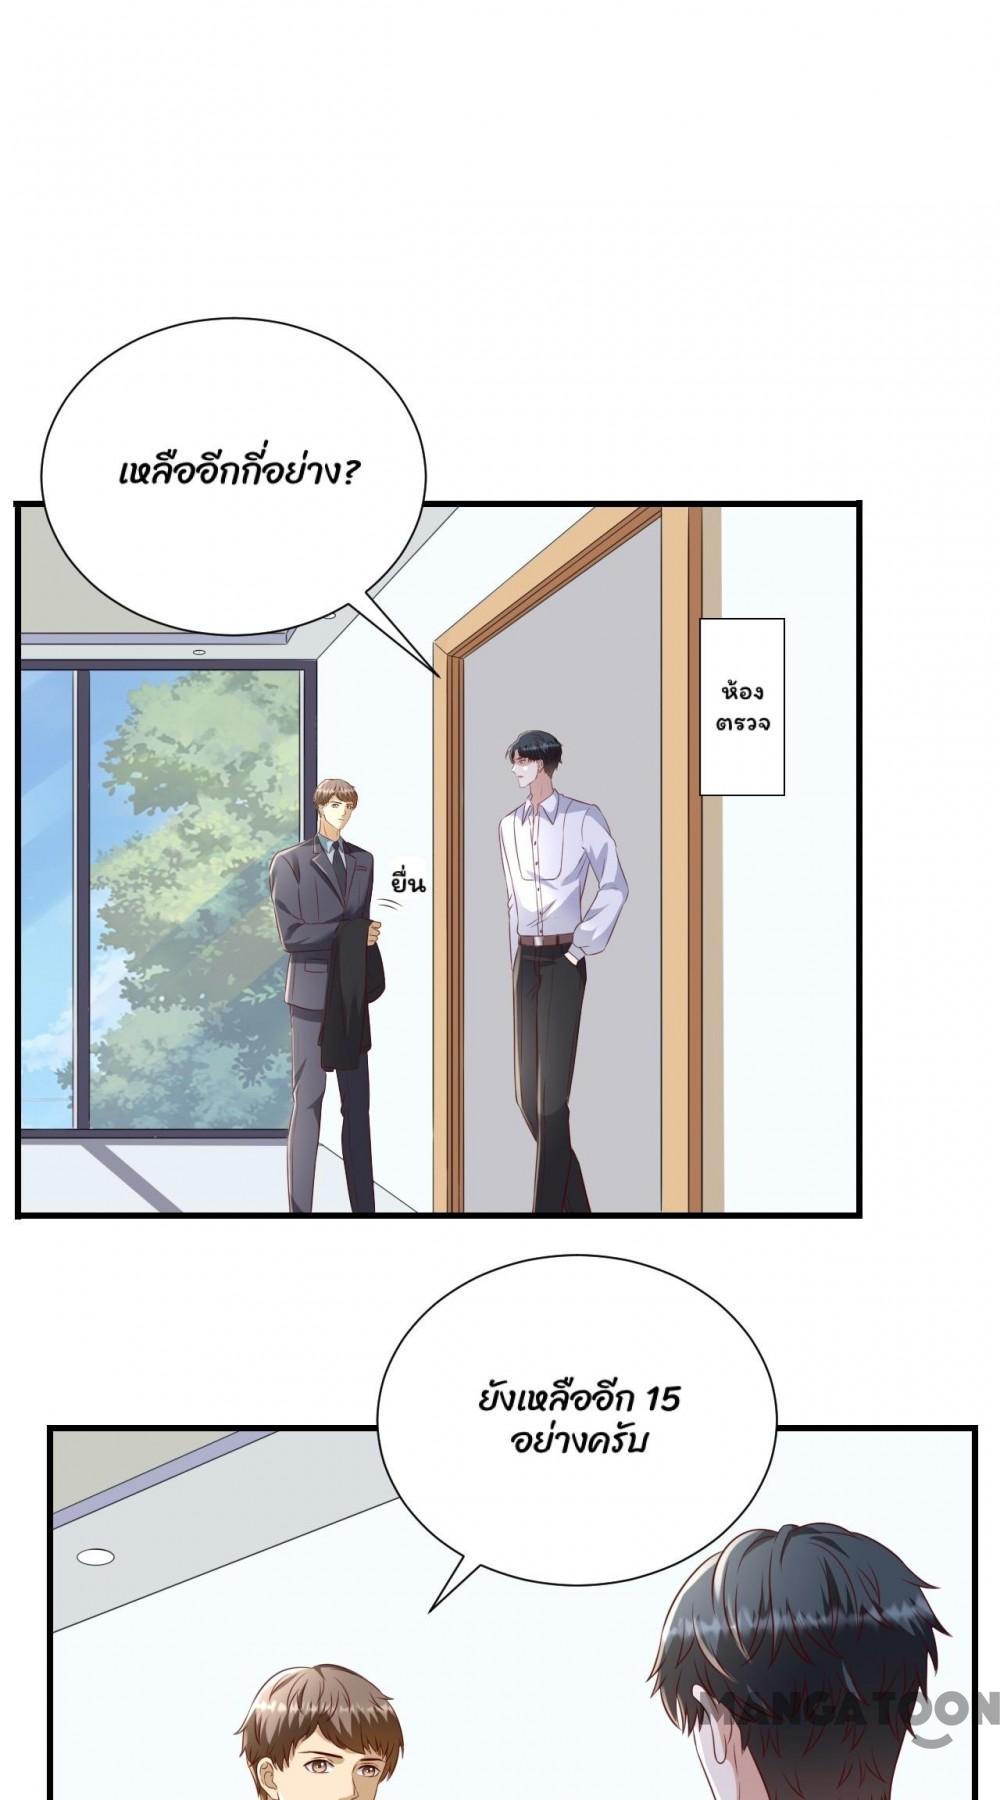 เหลืออีกกี่อย่าง?
ห้อง
ตรวจ
ยื่น
ยังเหลืออีก 15
อย่างครับ
MANGATOON